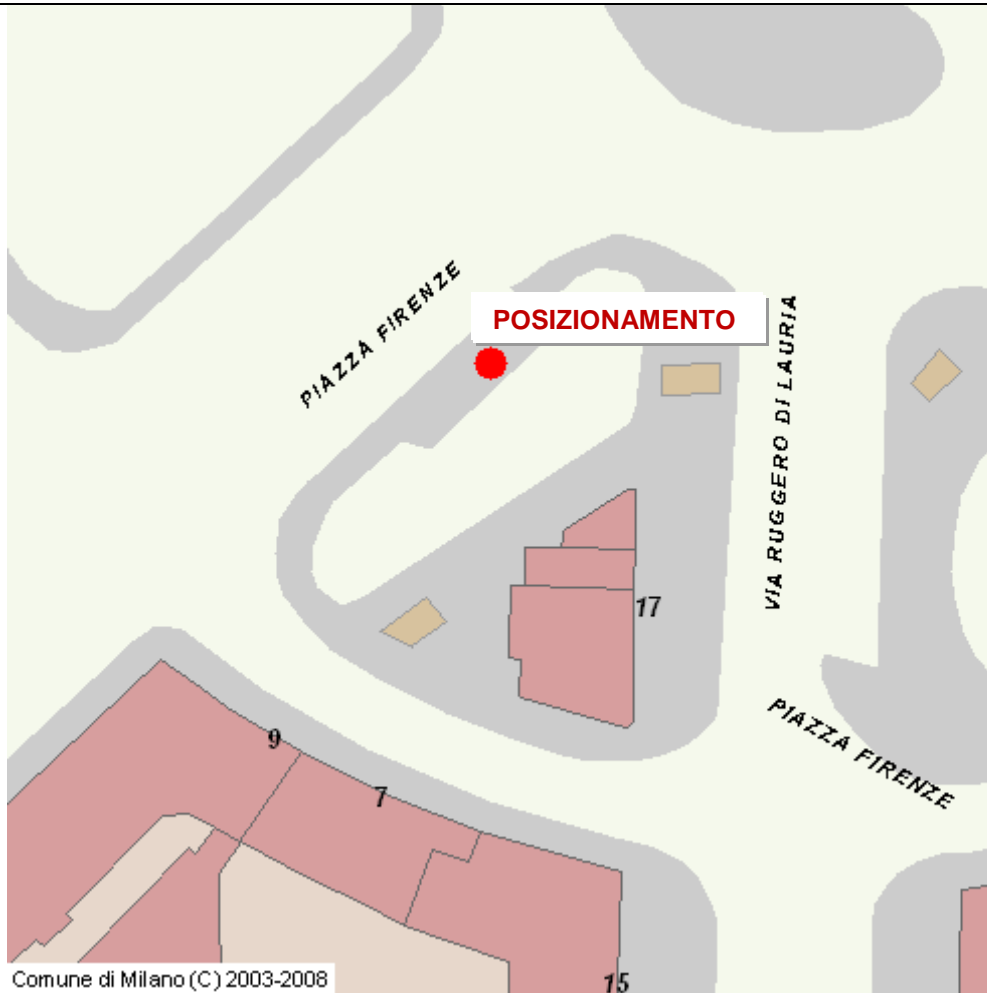 PIAZZA FIRENZE
POSIZIONAMENTO
VIA RUGGERO DI LAURIA
17
PIAZZA FIRENZE
9
7
15
Comune di Milano (C) 2003-2008